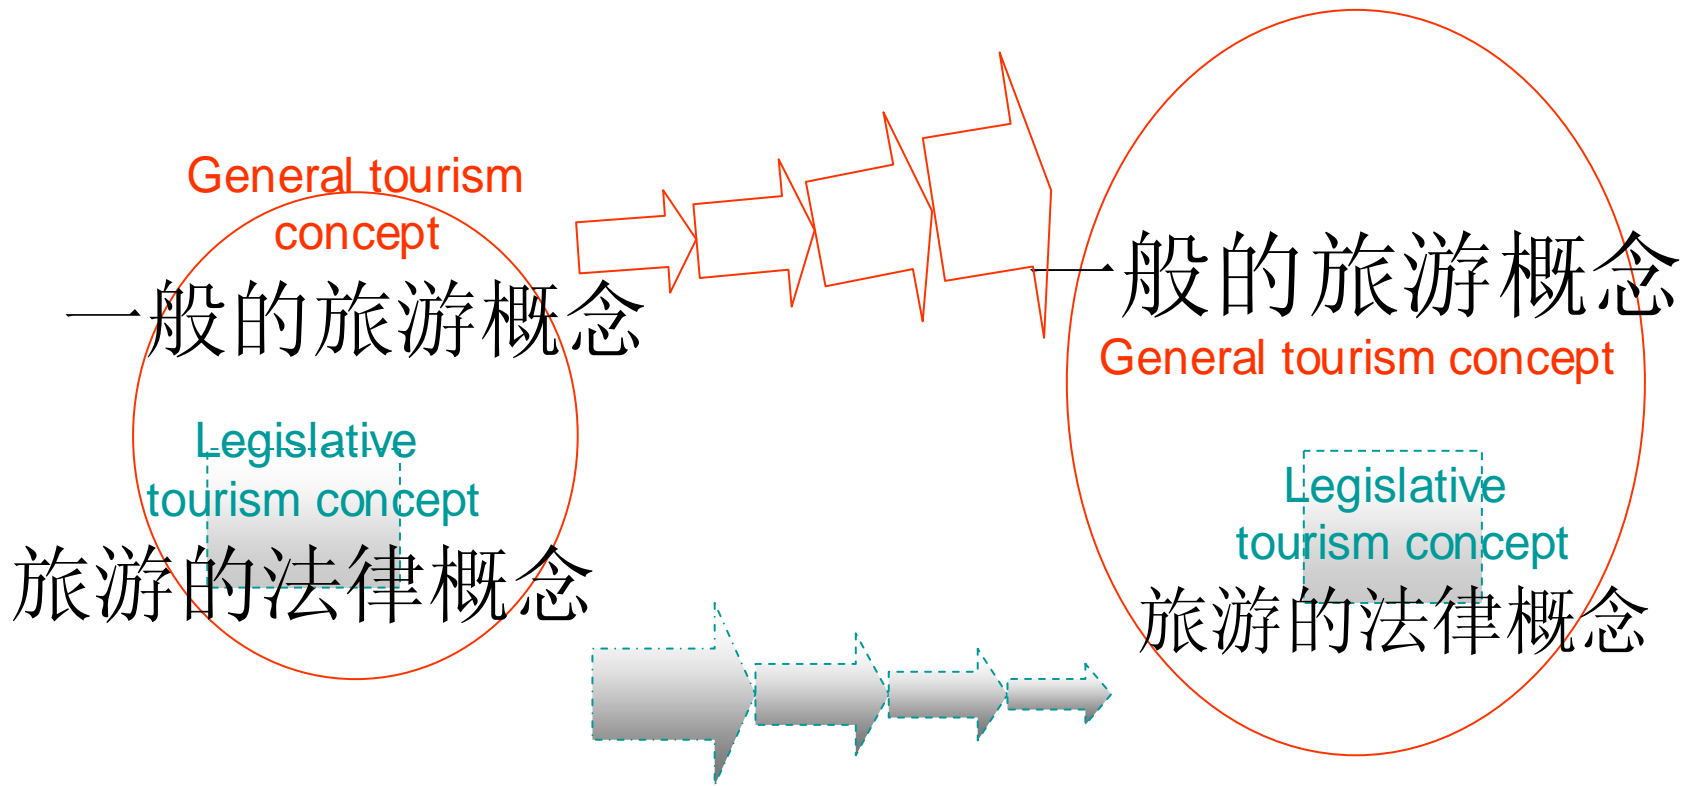 General tourism
concept
一般的旅游概念
Legislative
tourism concept
旅游的法律概念
一般的旅游概念
General tourism concept
Legislative
tourism concept
旅游的法律概念